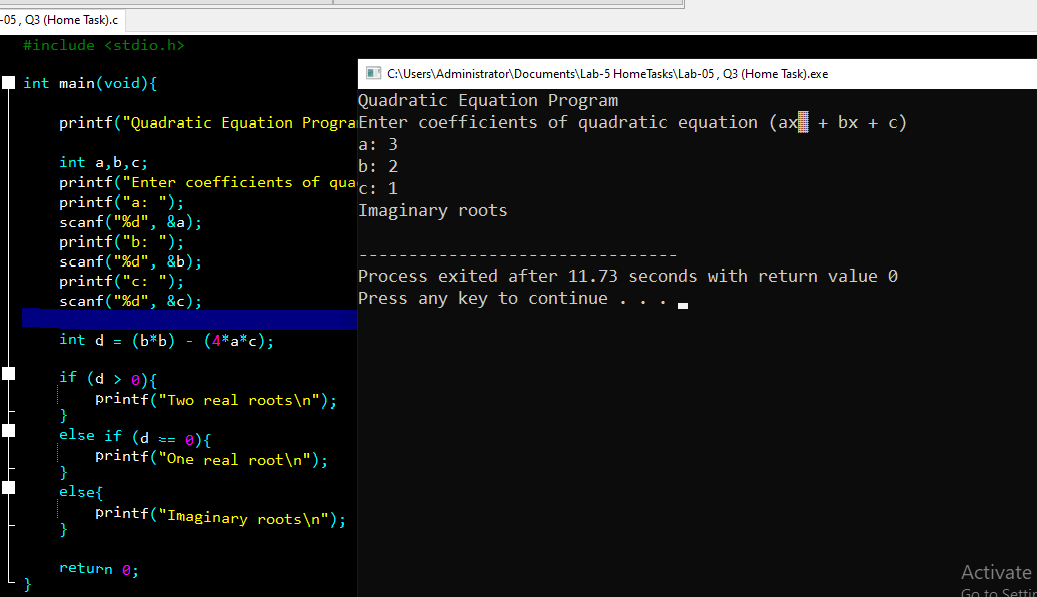 -05, Q3 (Home Task).c
#include <stdio.h>
int main(void){
printf("Quadratic Equation Progra
int a,b,c;
printf("Enter coefficients of qua
printf("a: ");
scanf("%d", &a);
printf("b: ");
scanf("%d", &b);
printf("c: ");
scanf("%d", &c);
int d = (b*b) - (4*a*c);
if (d > 0){
printf("Two real roots\n");
}
else if (d == 0){
printf("One real root\n");
}
else{
printf("Imaginary roots\n");
}
return 0;
}
C:\Users\Administrator\Documents\Lab-5 HomeTasks\Lab-05, Q3 (Home Task).exe
Quadratic Equation Program
Enter coefficients of quadratic equation (ax▓ + bx + c)
a: 3
b: 2
c: 1
Imaginary roots
--------------------------------
Process exited after 11.73 seconds with return value 0
Press any key to continue . . .
Activate
Go to Settin